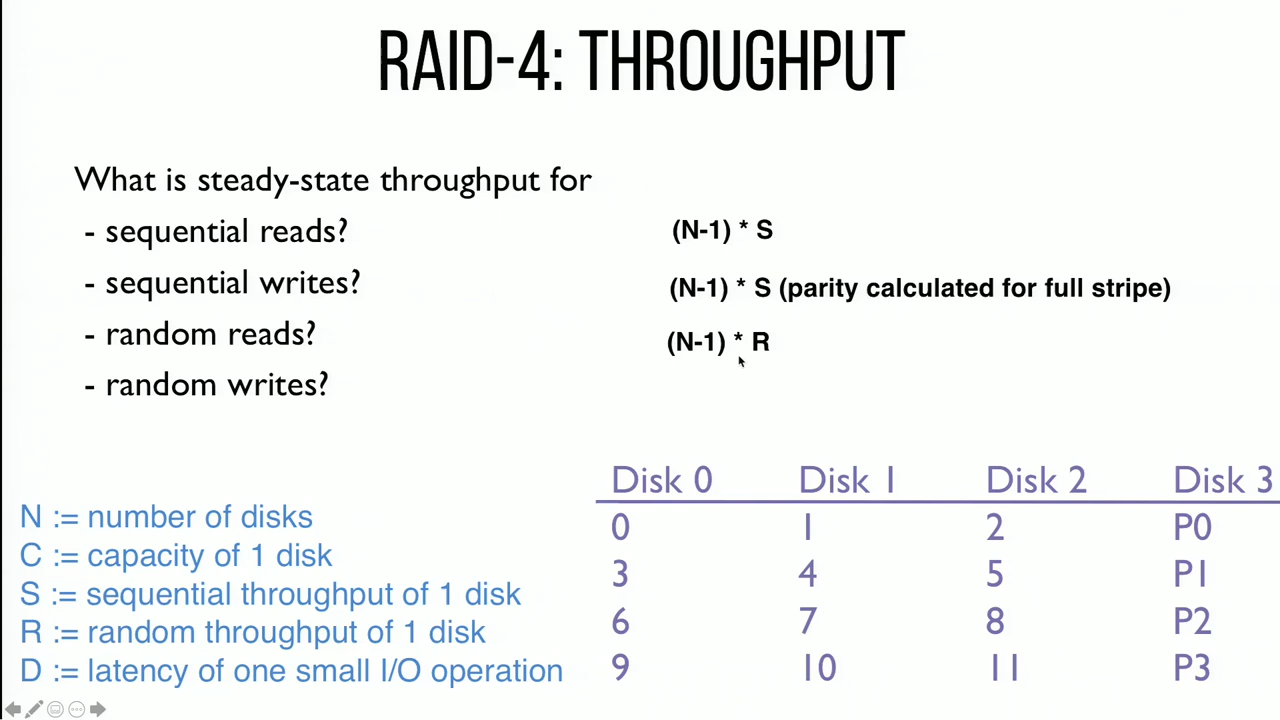 RAID-4: THROUGHPUT
What is steady-state throughput for
- sequential reads? (N-1) * S
- sequential writes? (N-1) * S (parity calculated for full stripe)
- random reads? (N-1) * R
- random writes?
N := number of disks
C := capacity of 1 disk
S := sequential throughput of 1 disk
R := random throughput of 1 disk
D := latency of one small I/O operation
Disk 0 Disk 1 Disk 2 Disk 3
0 1 2 P0
3 4 5 P1
6 7 8 P2
9 10 11 P3